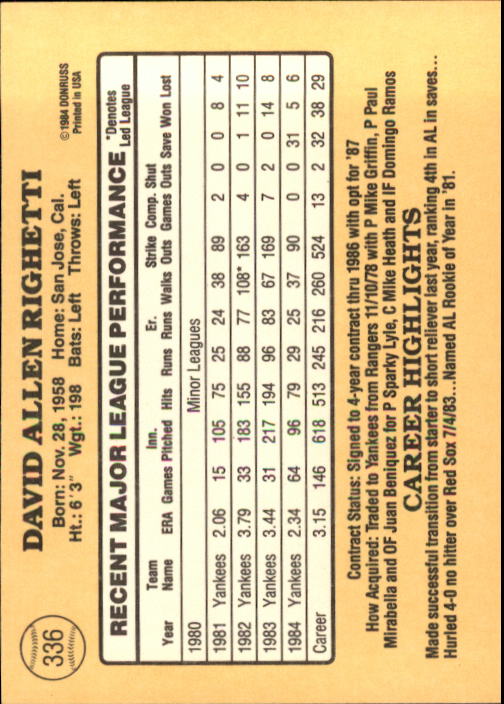 336
DAVID ALLEN RIGHETTI
Born: Nov. 28, 1958 Home: San Jose, Cal.
Ht.: 6'3" Wgt.: 198 Bats: Left Throws: Left
©1984 DONRUSS
Printed in USA
RECENT MAJOR LEAGUE PERFORMANCE *Denotes
Led League
Team Inn. Er. Strike Comp. Shut
Year Name ERA Games Pitched Hits Runs Runs Walks Outs Games Outs Save Won Lost
1980 Minor Leagues
1981 Yankees 2.06 15 105 75 25 24 38 89 2 0 0 8 4
1982 Yankees 3.79 33 183 155 88 77 108* 163 4 0 1 11 10
1983 Yankees 3.44 31 217 194 96 83 67 169 7 2 0 14 8
1984 Yankees 2.34 64 96 79 29 25 37 90 0 0 31 5 6
Career 3.15 146 618 513 245 216 260 524 13 2 32 38 29
Contract Status: Signed to 4-year contract thru 1986 with opt for '87
How Acquired: Traded to Yankees from Rangers 11/10/78 with P Mike Griffin, P Paul
Mirabella and OF Juan Beniquez for P Sparky Lyle, C Mike Heath and IF Domingo Ramos
CAREER HIGHLIGHTS
Made successful transition from starter to short reliever last year, ranking 4th in AL in saves...
Hurled 4-0 no hitter over Red Sox 7/4/83...Named AL Rookie of Year in '81.